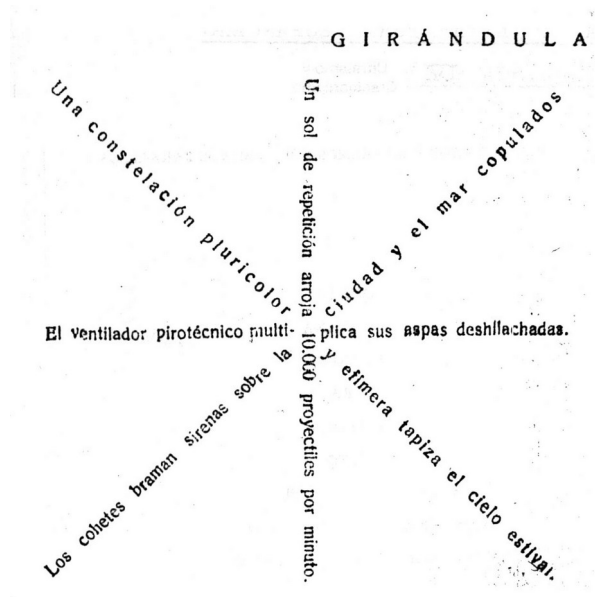 GIRÁNDULA
Una constelación pluricolor y efímera tapiza el cielo estival.
Un sol de repetición arroja 10.000 proyectiles por minuto.
Los cohetes braman sirenas sobre la ciudad y el mar copulados
El ventilador pirotécnico multi- plica sus aspas deshilachadas.